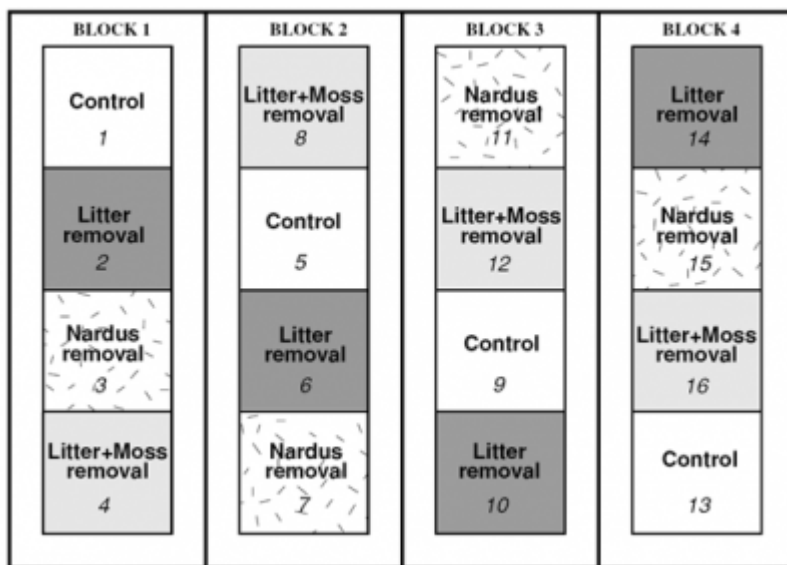 BLOCK 1
Control
1
Litter
removal
2
Nardus
removal
3
Litter+Moss
removal
4
BLOCK 2
Litter+Moss
removal
8
Control
5
Litter
removal
6
Nardus
removal
7
BLOCK 3
Nardus
removal
11
Litter+Moss
removal
12
Control
9
Litter
removal
10
BLOCK 4
Litter
removal
14
Nardus
removal
15
Litter+Moss
removal
16
Control
13